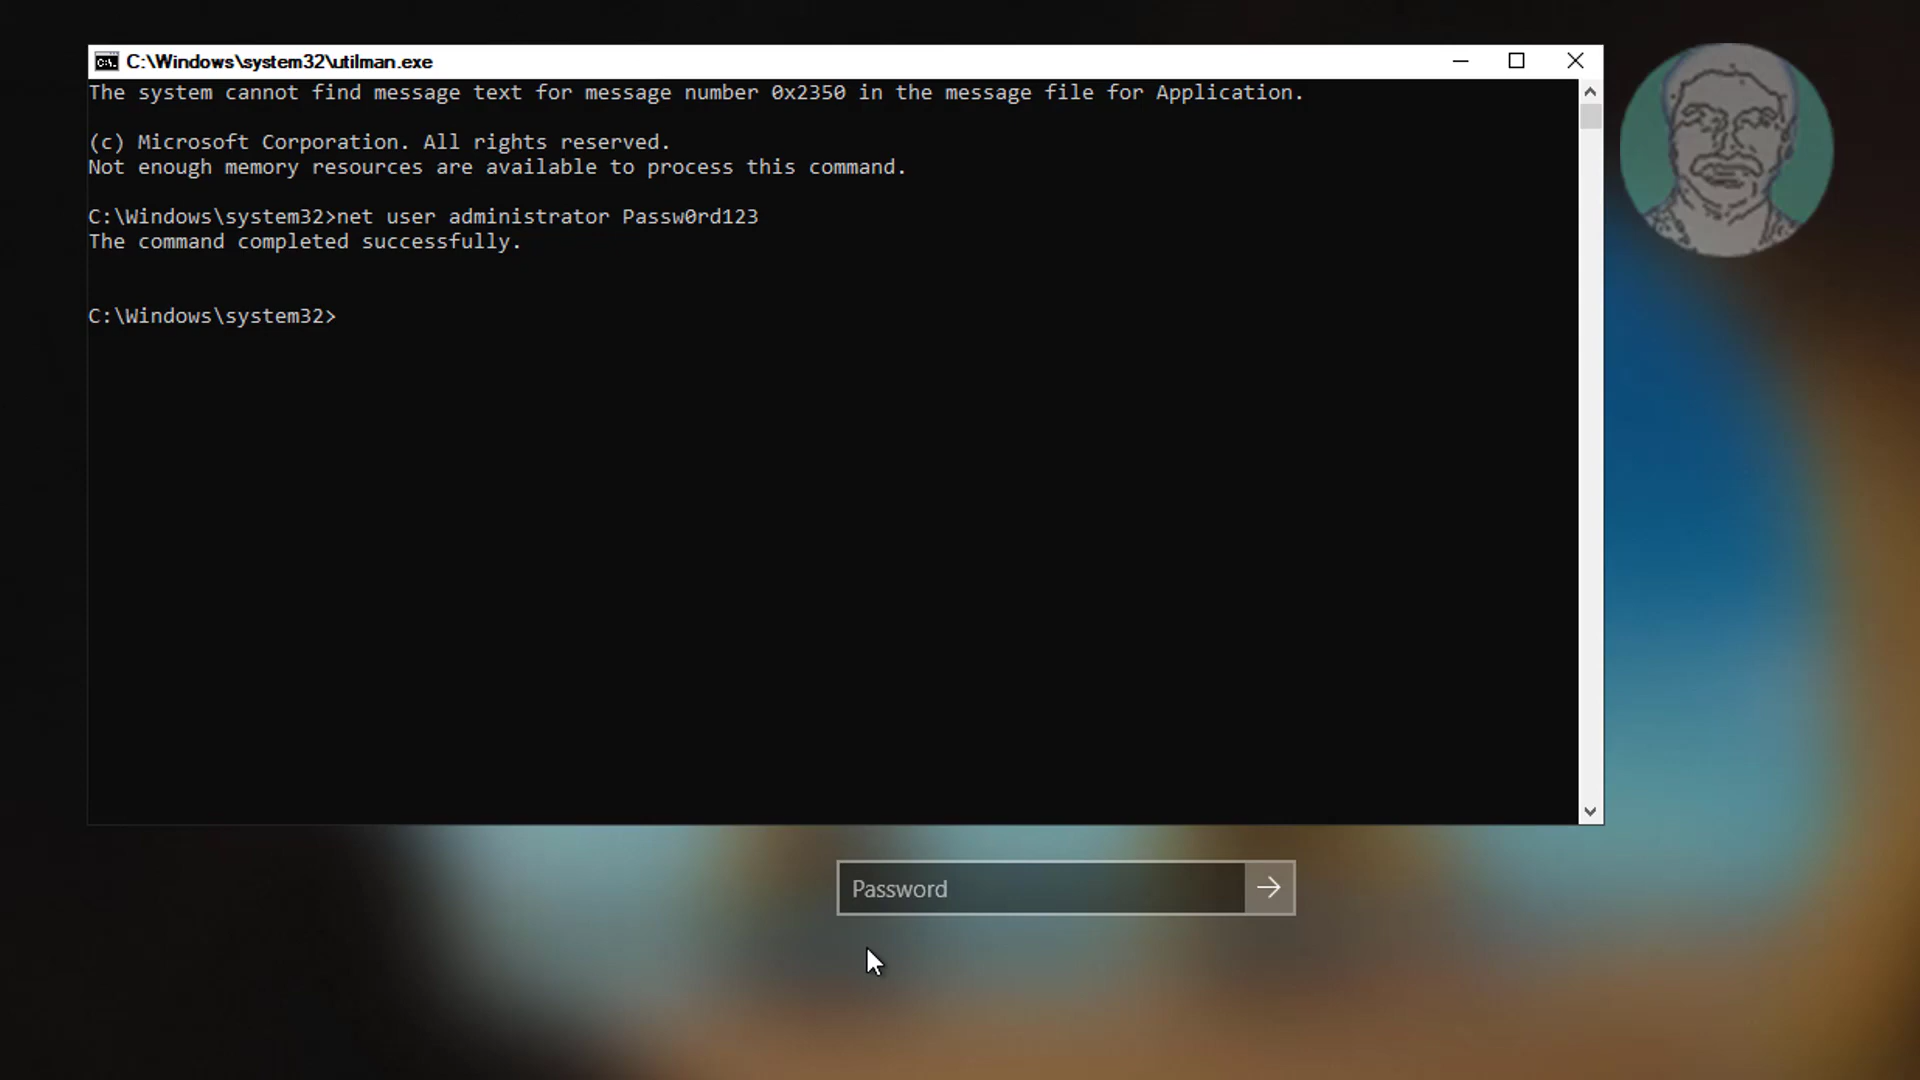 C:\Windows\system32\utilman.exe
The system cannot find message text for message number 0x2350 in the message file for Application.
(c) Microsoft Corporation. All rights reserved.
Not enough memory resources are available to process this command.
C:\Windows\system32>net user administrator Passw0rd123
The command completed successfully.
C:\Windows\system32>
Password